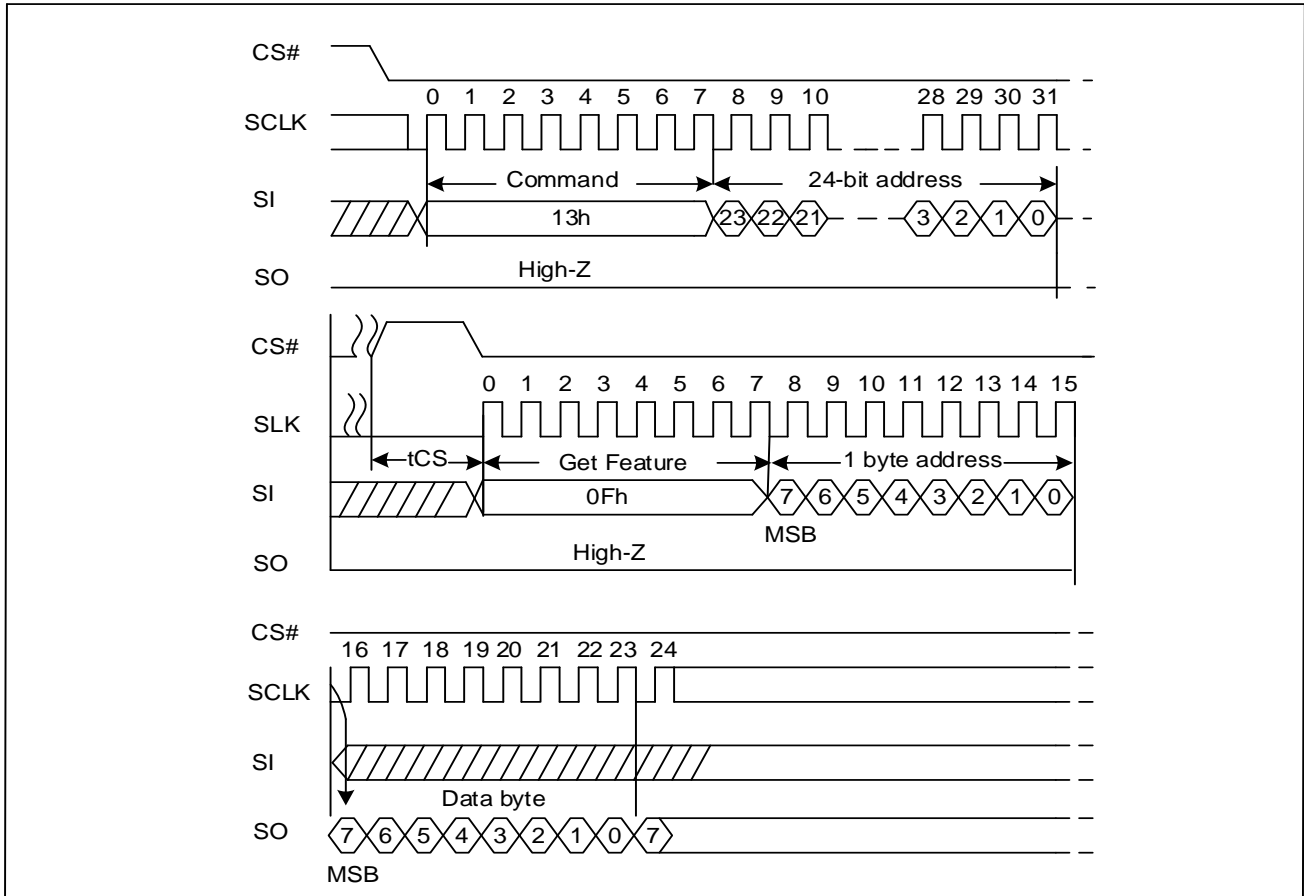 CS#
0 1 2 3 4 5 6 7 8 9 10 28 29 30 31
SCLK
Command 24-bit address
SI
13h 23 22 21 3 2 1 0
High-Z
SO
CS#
0 1 2 3 4 5 6 7 8 9 10 11 12 13 14 15
SLK
tCS Get Feature 1 byte address
SI
0Fh 7 6 5 4 3 2 1 0
MSB
High-Z
SO
CS#
16 17 18 19 20 21 22 23 24
SCLK
SI
Data byte
SO 7 6 5 4 3 2 1 0 7
MSB